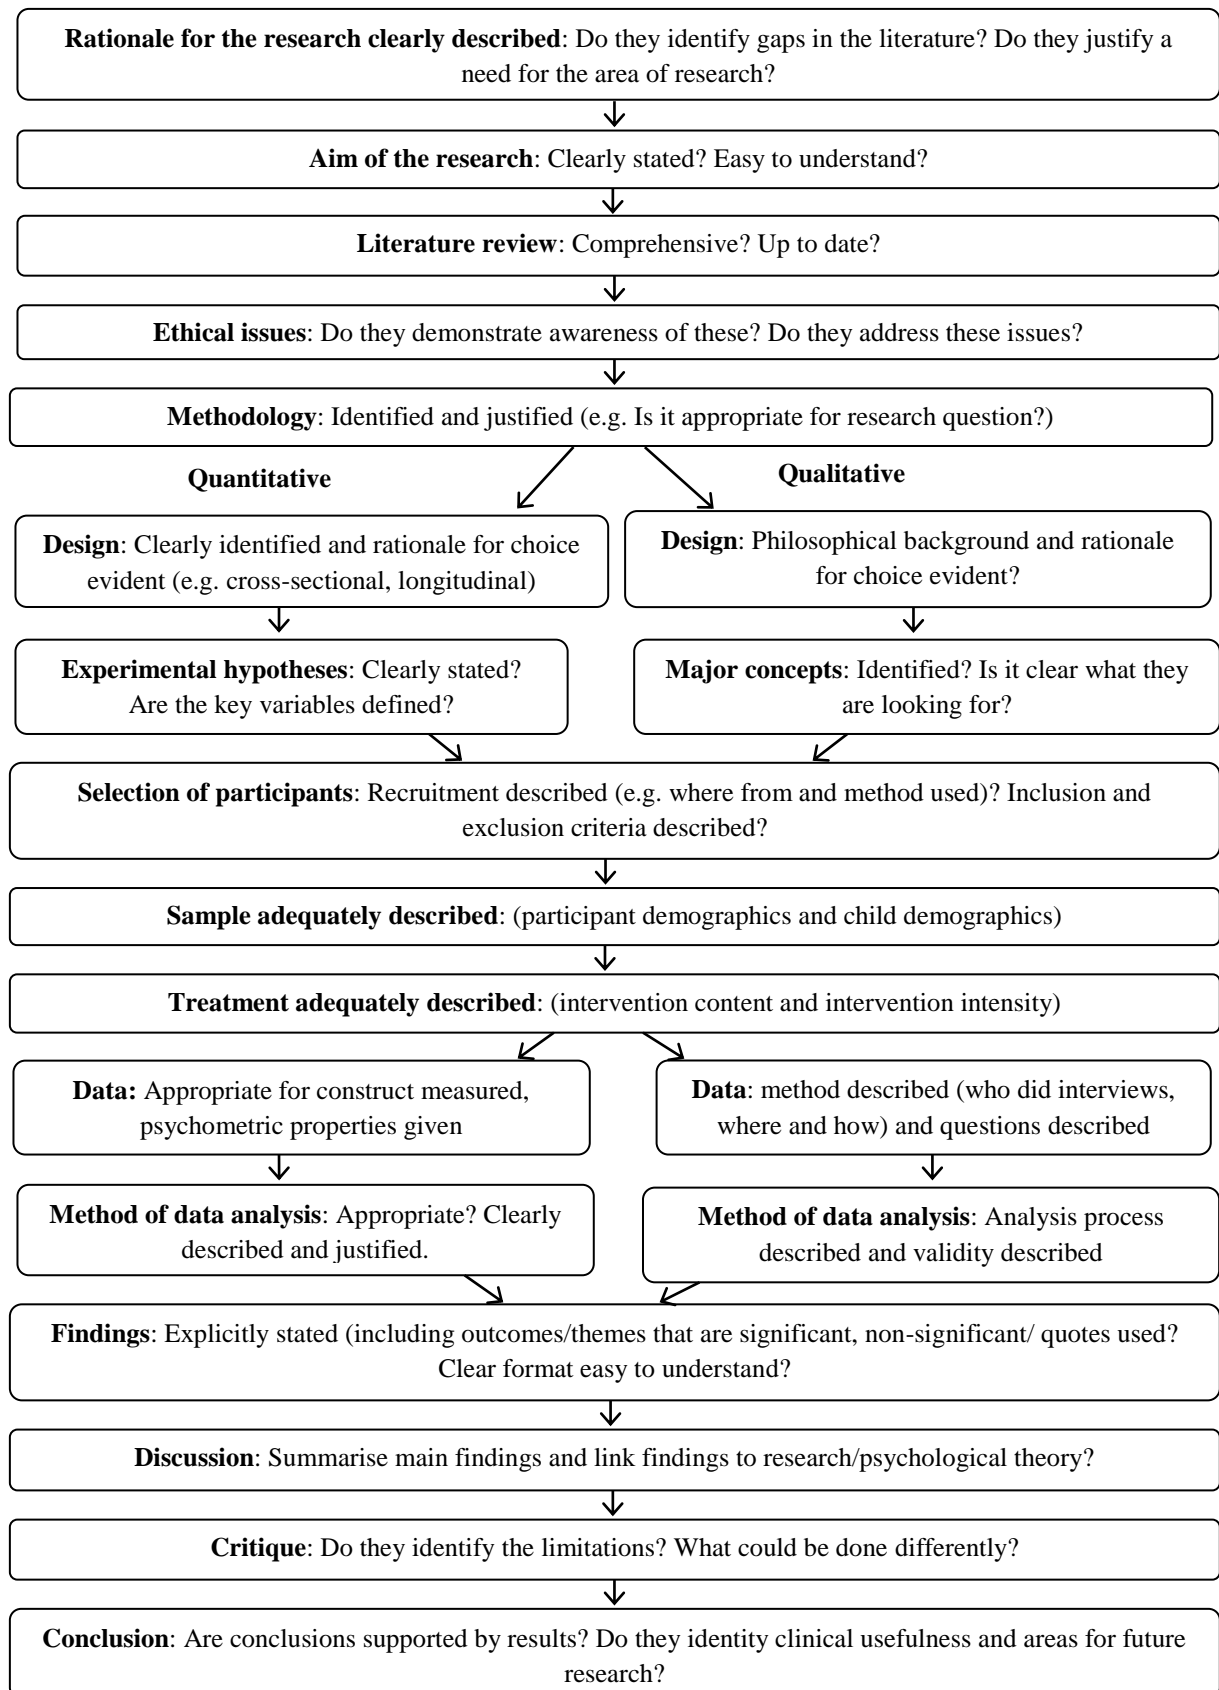 Rationale for the research clearly described: Do they identify gaps in the literature? Do they justify a
need for the area of research?
Aim of the research: Clearly stated? Easy to understand?
Literature review: Comprehensive? Up to date?
Ethical issues: Do they demonstrate awareness of these? Do they address these issues?
Methodology: Identified and justified (e.g. Is it appropriate for research question?)
Quantitative
Qualitative
Design: Clearly identified and rationale for choice
evident (e.g. cross-sectional, longitudinal)
Design: Philosophical background and rationale
for choice evident?
Experimental hypotheses: Clearly stated?
Are the key variables defined?
Major concepts: Identified? Is it clear what they
are looking for?
Selection of participants: Recruitment described (e.g. where from and method used)? Inclusion and
exclusion criteria described?
Sample adequately described: (participant demographics and child demographics)
Treatment adequately described: (intervention content and intervention intensity)
Data: Appropriate for construct measured,
psychometric properties given
Data: method described (who did interviews,
where and how) and questions described
Method of data analysis: Appropriate? Clearly
described and justified.
Method of data analysis: Analysis process
described and validity described
Findings: Explicitly stated (including outcomes/themes that are significant, non-significant/ quotes used?
Clear format easy to understand?
Discussion: Summarise main findings and link findings to research/psychological theory?
Critique: Do they identify the limitations? What could be done differently?
Conclusion: Are conclusions supported by results? Do they identity clinical usefulness and areas for future
research?